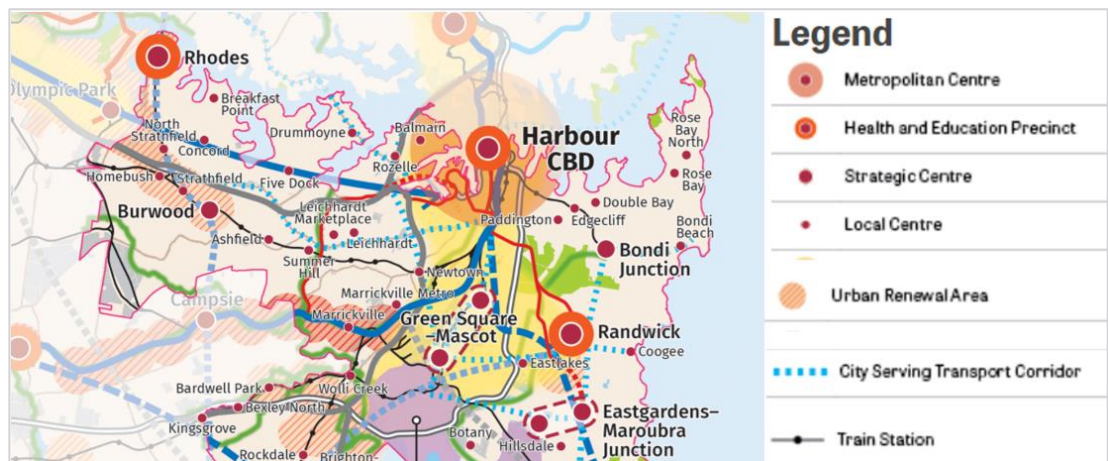 Rhodes
Olympic Park
Breakfast
Point
North
Strathfield
Concord
Drummoyne
Balmain
Harbour
CBD
Rozelle
Homebush
Strathfield
Five Dock
Burwood
Leichhardt
Marketplace
Leichhardt
Ashfield
Summer
Hill
Newtown
Paddington
Edgecliff
Double Bay
Rose
Bay
North
Rose
Bay
Bondi
Beach
Bondi
Junction
Campsie
Marrickville Metro
Marrickville
Green Square
–Mascot
Randwick
Coogee
Eastlakes
Bardwell Park
Wolli Creek
Bexley North
Kingsgrove
Rockdale
Brighton-
Botany
Hillsdale
Eastgardens–
Maroubra
Junction
Legend
Metropolitan Centre
Health and Education Precinct
Strategic Centre
Local Centre
Urban Renewal Area
City Serving Transport Corridor
Train Station